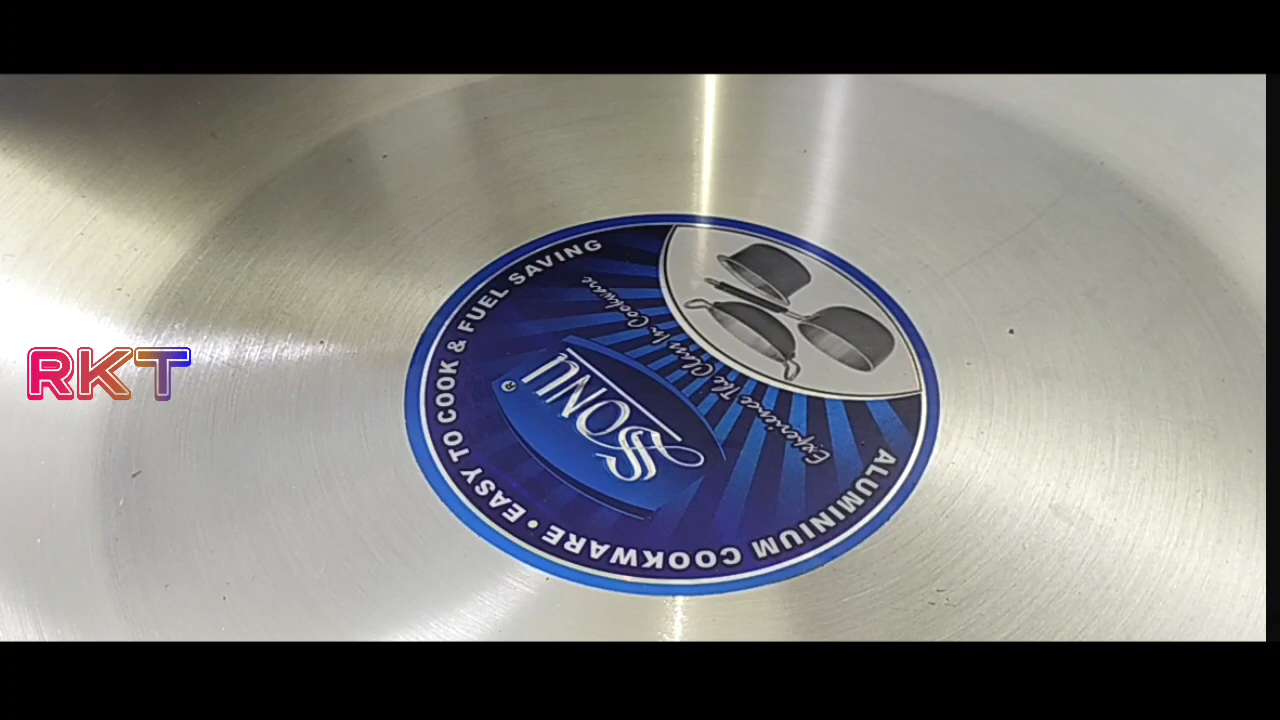 RKT
SONU®
Experience The Class In Cookware
ALUMINIUM COOKWARE • EASY TO COOK & FUEL SAVING